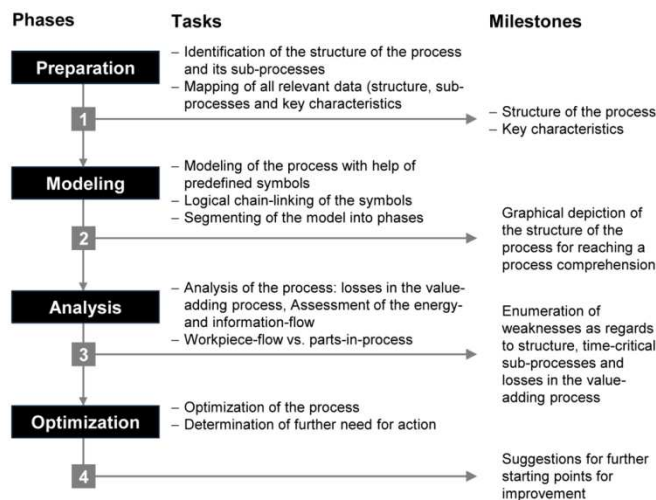 Phases
Tasks
Milestones
Preparation
– Identification of the structure of the process
and its sub-processes
– Mapping of all relevant data (structure, sub-
processes and key characteristics
1
– Structure of the process
– Key characteristics
Modeling
– Modeling of the process with help of
predefined symbols
– Logical chain-linking of the symbols
– Segmenting of the model into phases
2
Graphical depiction of
the structure of the
process for reaching a
process comprehension
Analysis
– Analysis of the process: losses in the value-
adding process, Assessment of the energy-
and information-flow
– Workpiece-flow vs. parts-in-process
3
Enumeration of
weaknesses as regards
to structure, time-critical
sub-processes and
losses in the value-
adding process
Optimization
– Optimization of the process
– Determination of further need for action
4
Suggestions for further
starting points for
improvement